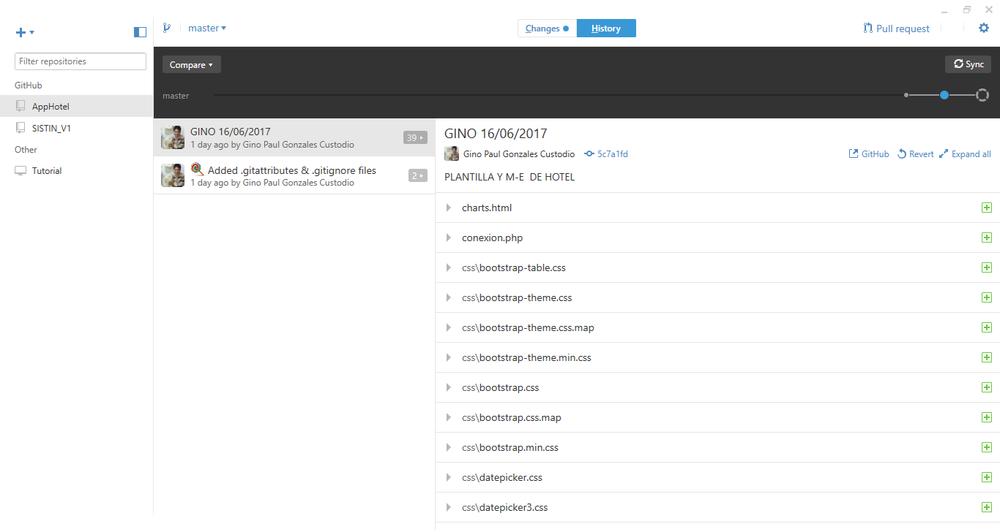 master
Changes
History
Pull request
Filter repositories
GitHub
AppHotel
SISTIN_V1
Other
Tutorial
Compare
Sync
master
GINO 16/06/2017
39
1 day ago by Gino Paul Gonzales Custodio
Added .gitattributes & .gitignore files
2
1 day ago by Gino Paul Gonzales Custodio
GINO 16/06/2017
Gino Paul Gonzales Custodio 5c7a1fd
GitHub Revert Expand all
PLANTILLA Y M-E DE HOTEL
charts.html
conexion.php
css\bootstrap-table.css
css\bootstrap-theme.css
css\bootstrap-theme.css.map
css\bootstrap-theme.min.css
css\bootstrap.css
css\bootstrap.css.map
css\bootstrap.min.css
css\datepicker.css
css\datepicker3.css